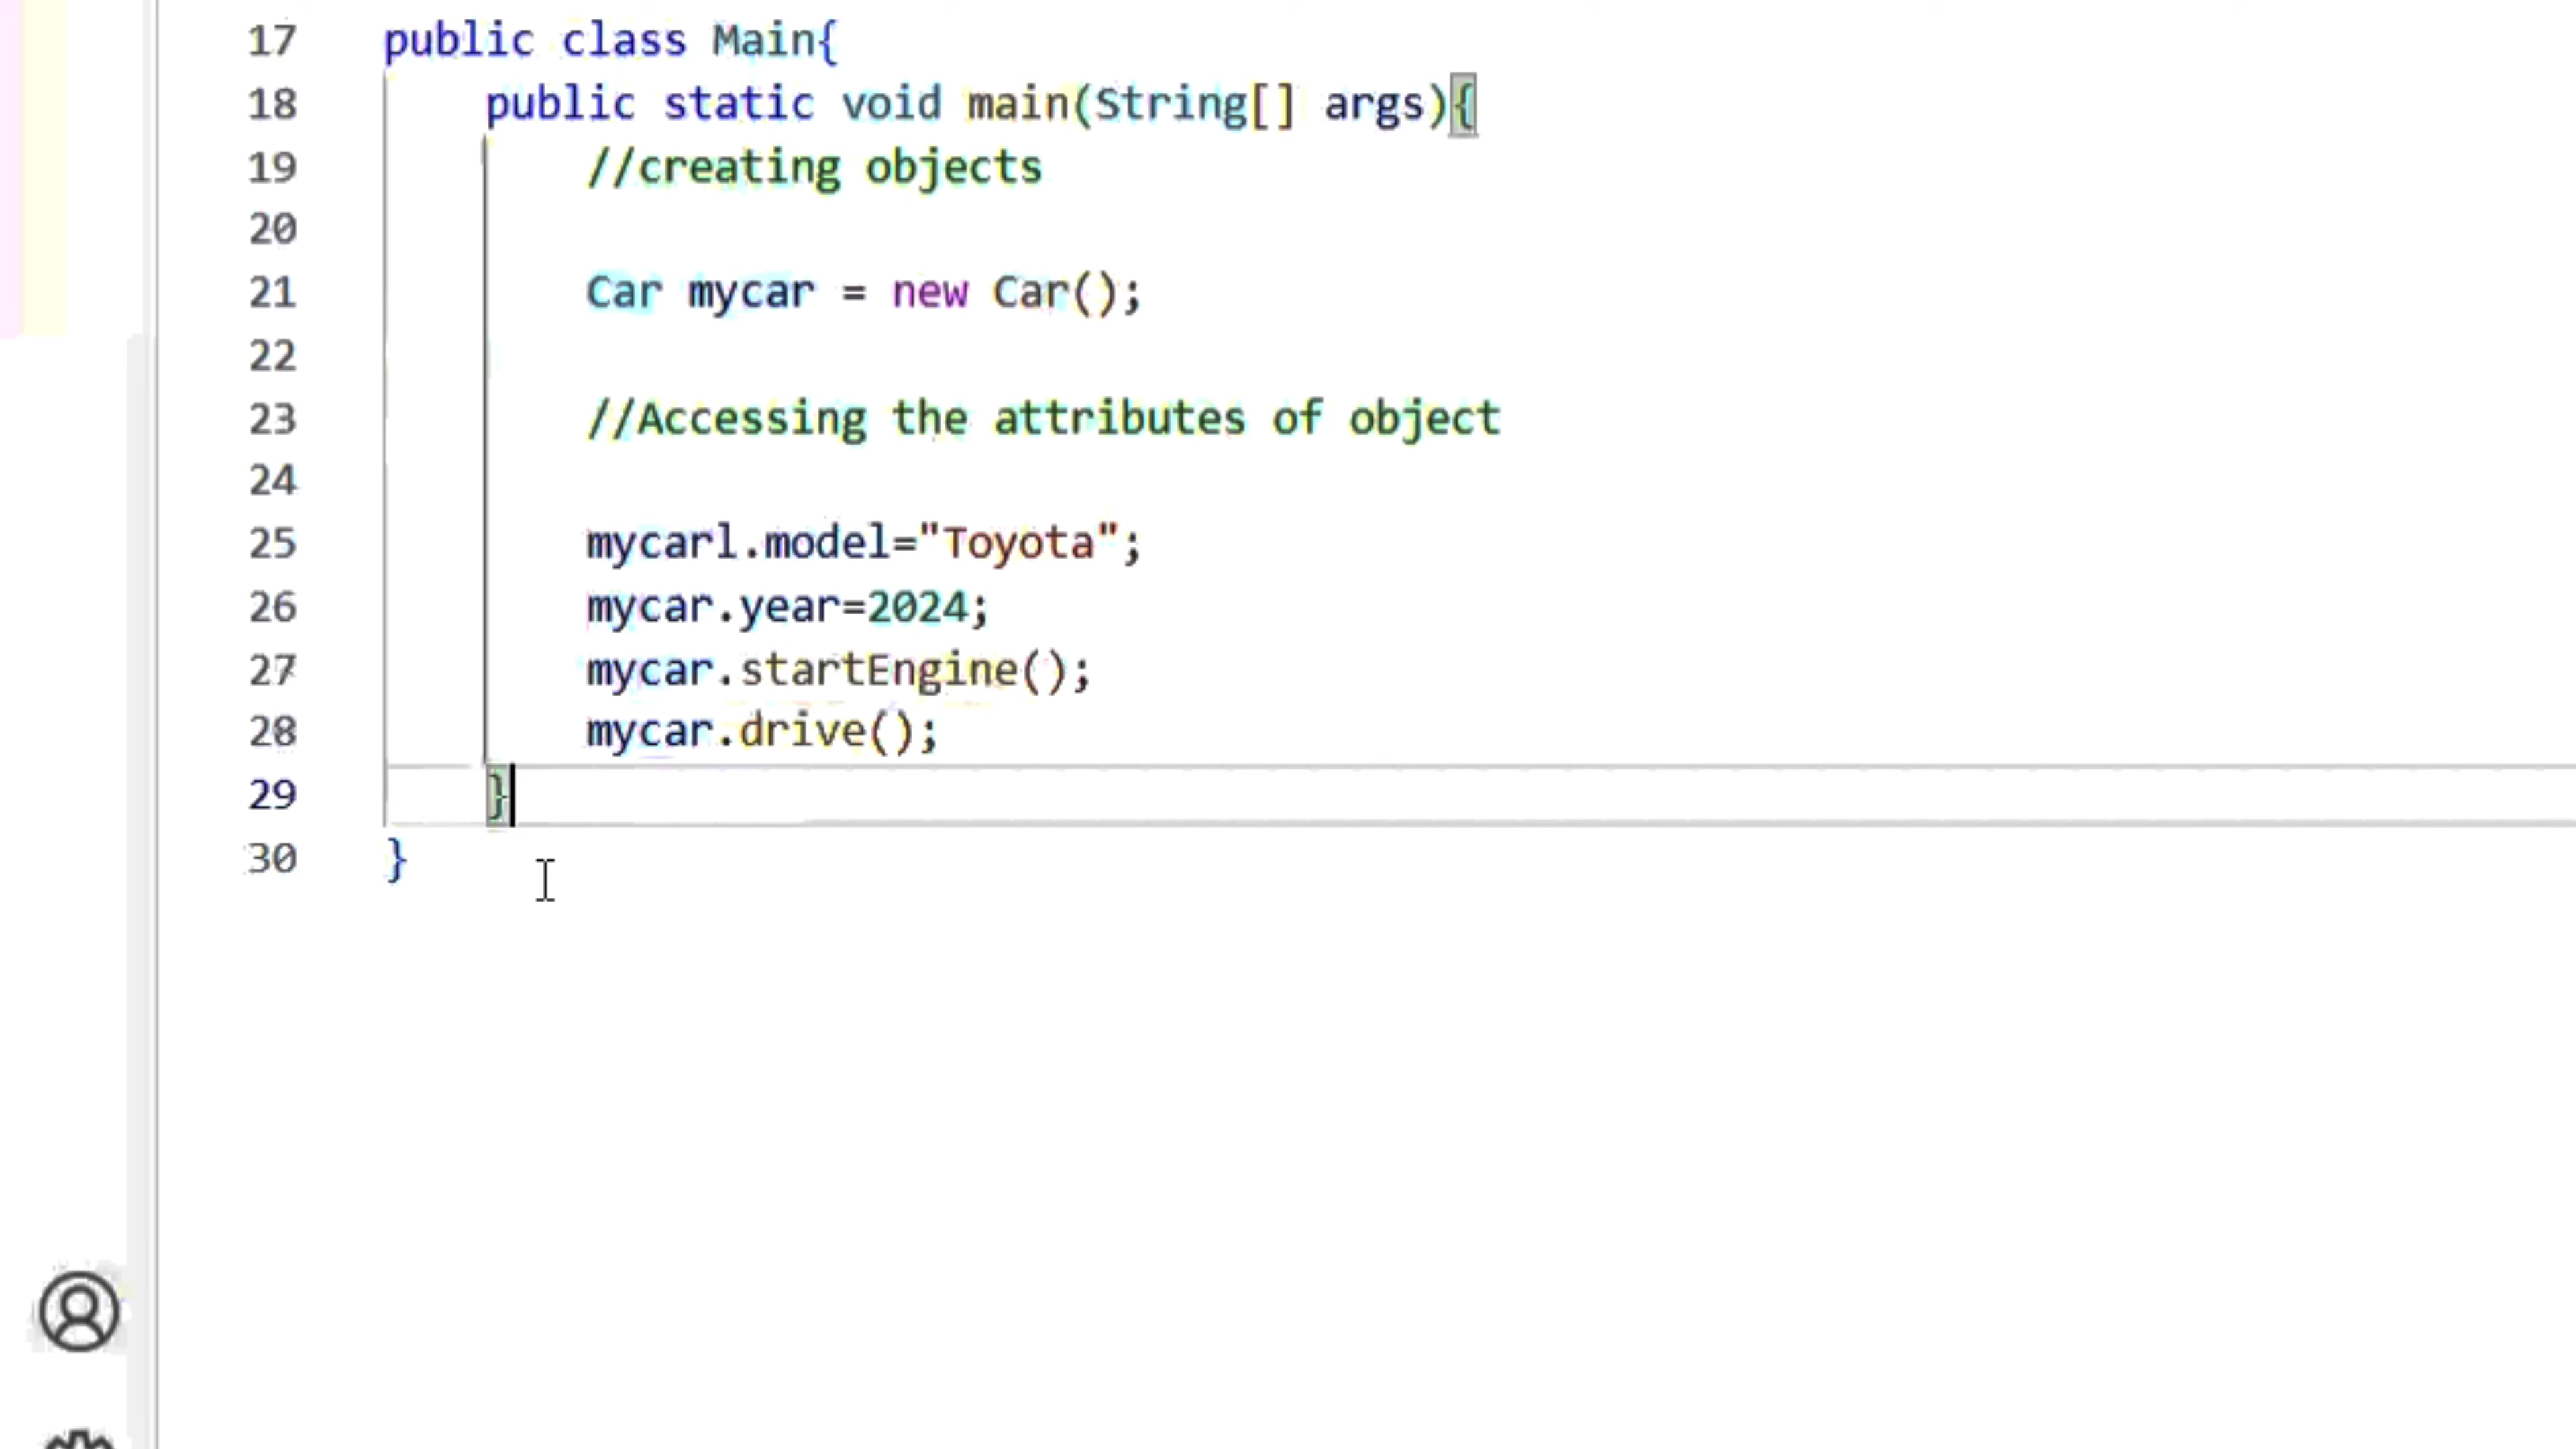 17 public class Main{
18 public static void main(String[] args){
19 //creating objects
20
21 Car mycar = new Car();
22
23 //Accessing the attributes of object
24
25 mycarl.model="Toyota";
26 mycar.year=2024;
27 mycar.startEngine();
28 mycar.drive();
29 }
30 }